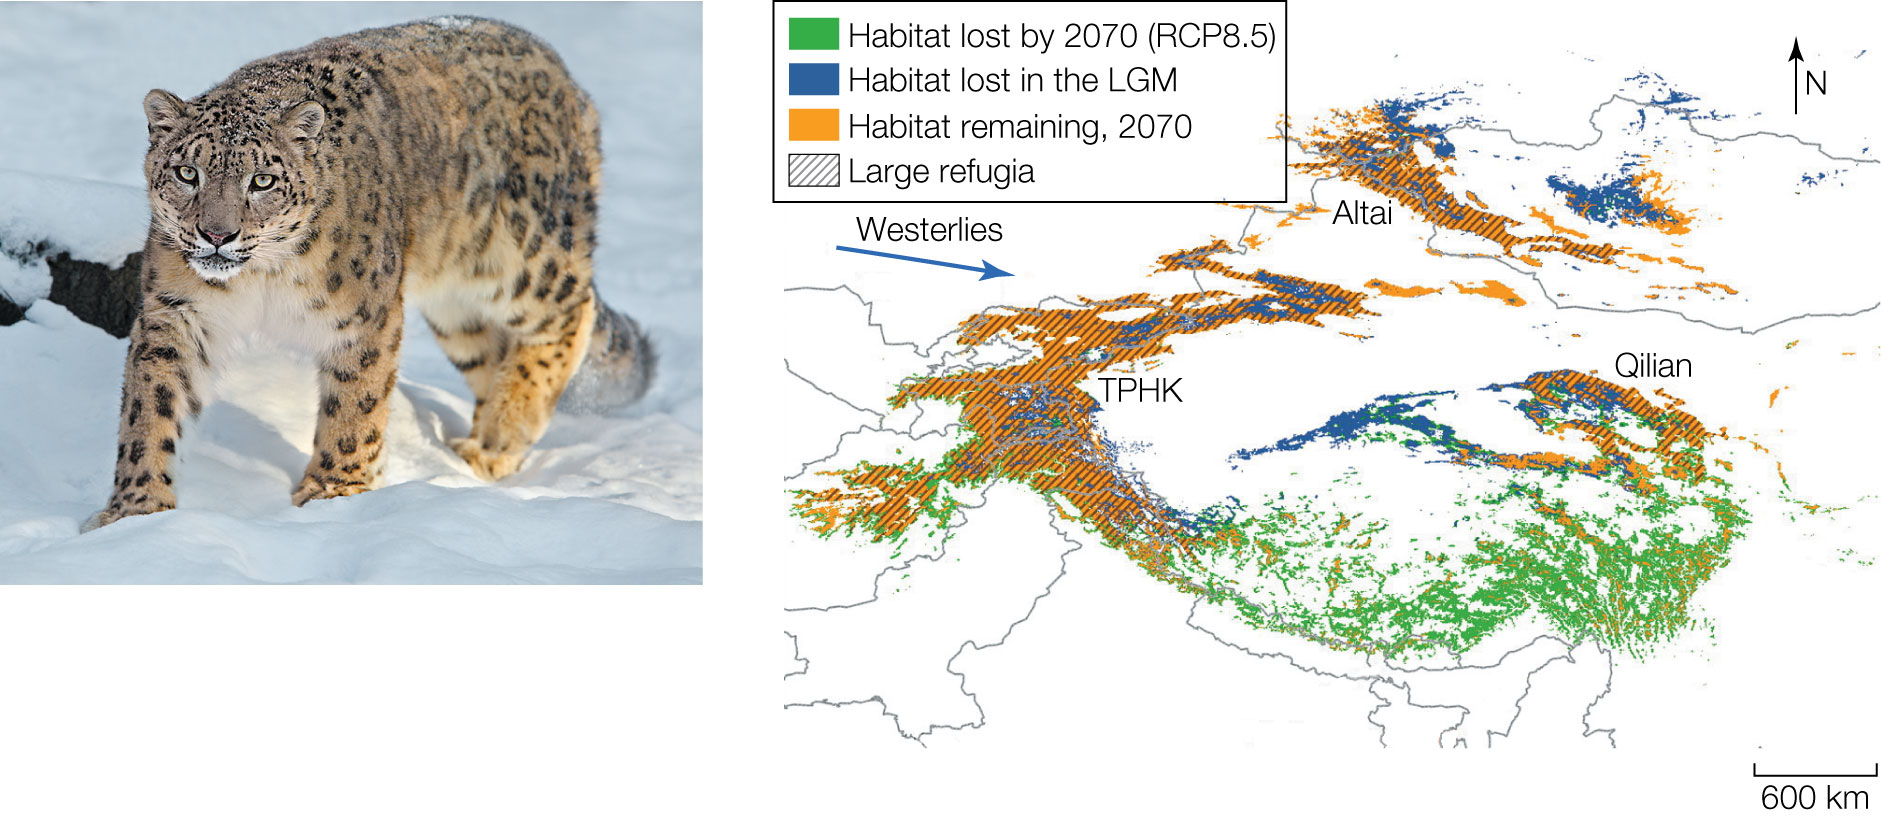 Habitat lost by 2070 (RCP8.5)
Habitat lost in the LGM
Habitat remaining, 2070
Large refugia
N
Westerlies
Altai
TPHK
Qilian
600 km